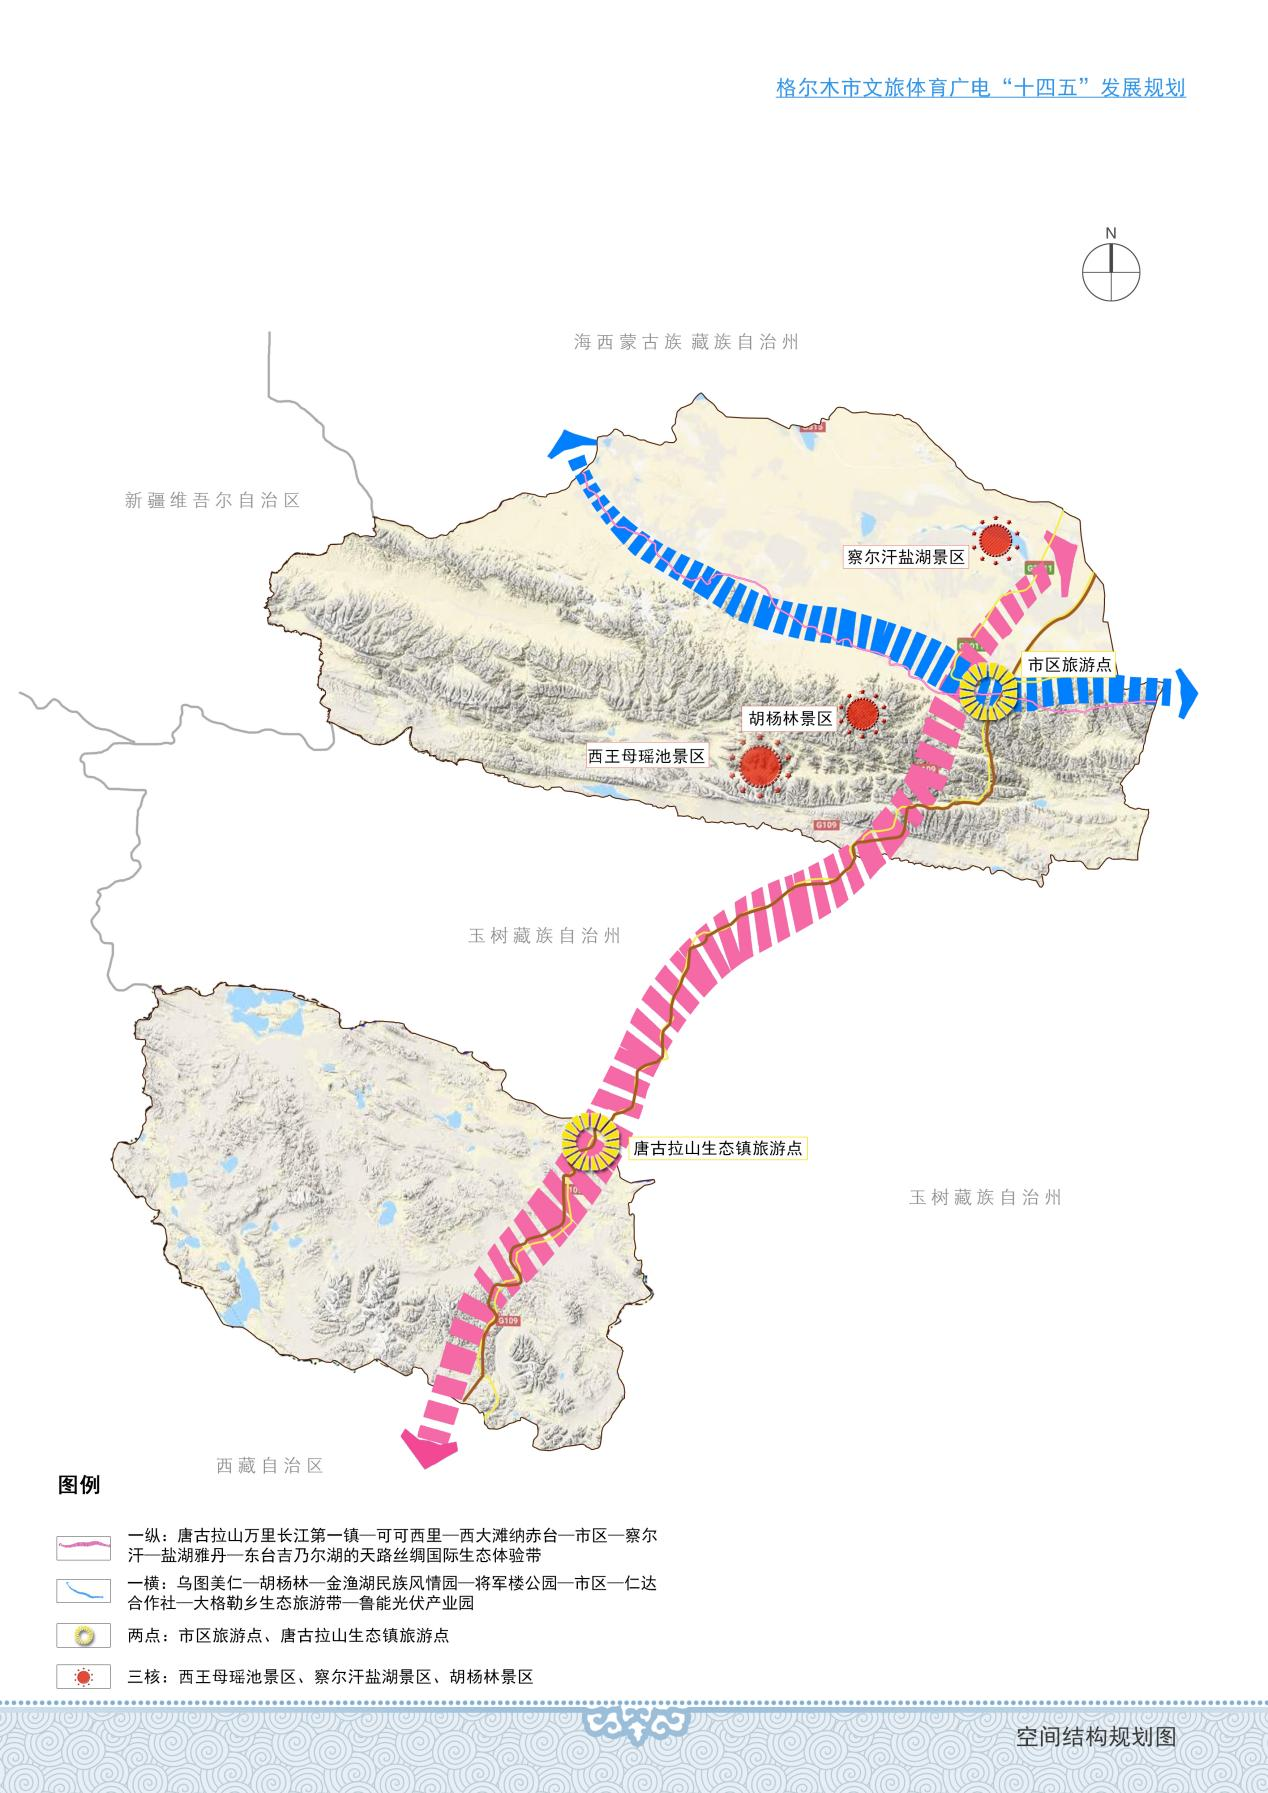 格尔木市文旅体育广电“十四五”发展规划
N
海西蒙古族 藏族自治州
新疆维吾尔自治区
察尔汗盐湖景区
市区旅游点
胡杨林景区
西王母瑶池景区
G109
玉树藏族自治州
唐古拉山生态镇旅游点
玉树藏族自治州
G109
西藏自治区
图例
一纵：唐古拉山万里长江第一镇—可可西里—西大滩纳赤台—市区—察尔
汗—盐湖雅丹—东台吉乃尔湖的天路丝绸国际生态体验带
一横：乌图美仁—胡杨林—金渔湖民族风情园—将军楼公园—市区—仁达
合作社—大格勒乡生态旅游带—鲁能光伏产业园
两点：市区旅游点、唐古拉山生态镇旅游点
三核：西王母瑶池景区、察尔汗盐湖景区、胡杨林景区
空间结构规划图